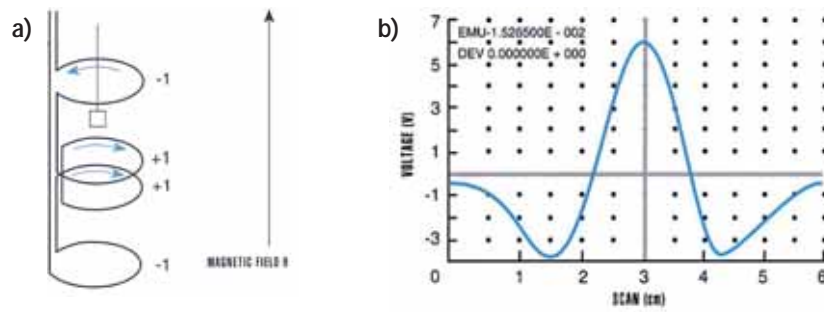 a)
-1
+1
+1
-1
MAGNETIC FIELD H
b)
EMU-1.526500E - 002
DEV 0.000000E + 000
VOLTAGE (V)
7
5
3
1
-1
-3
0 1 2 3 4 5 6
SCAN (cm)